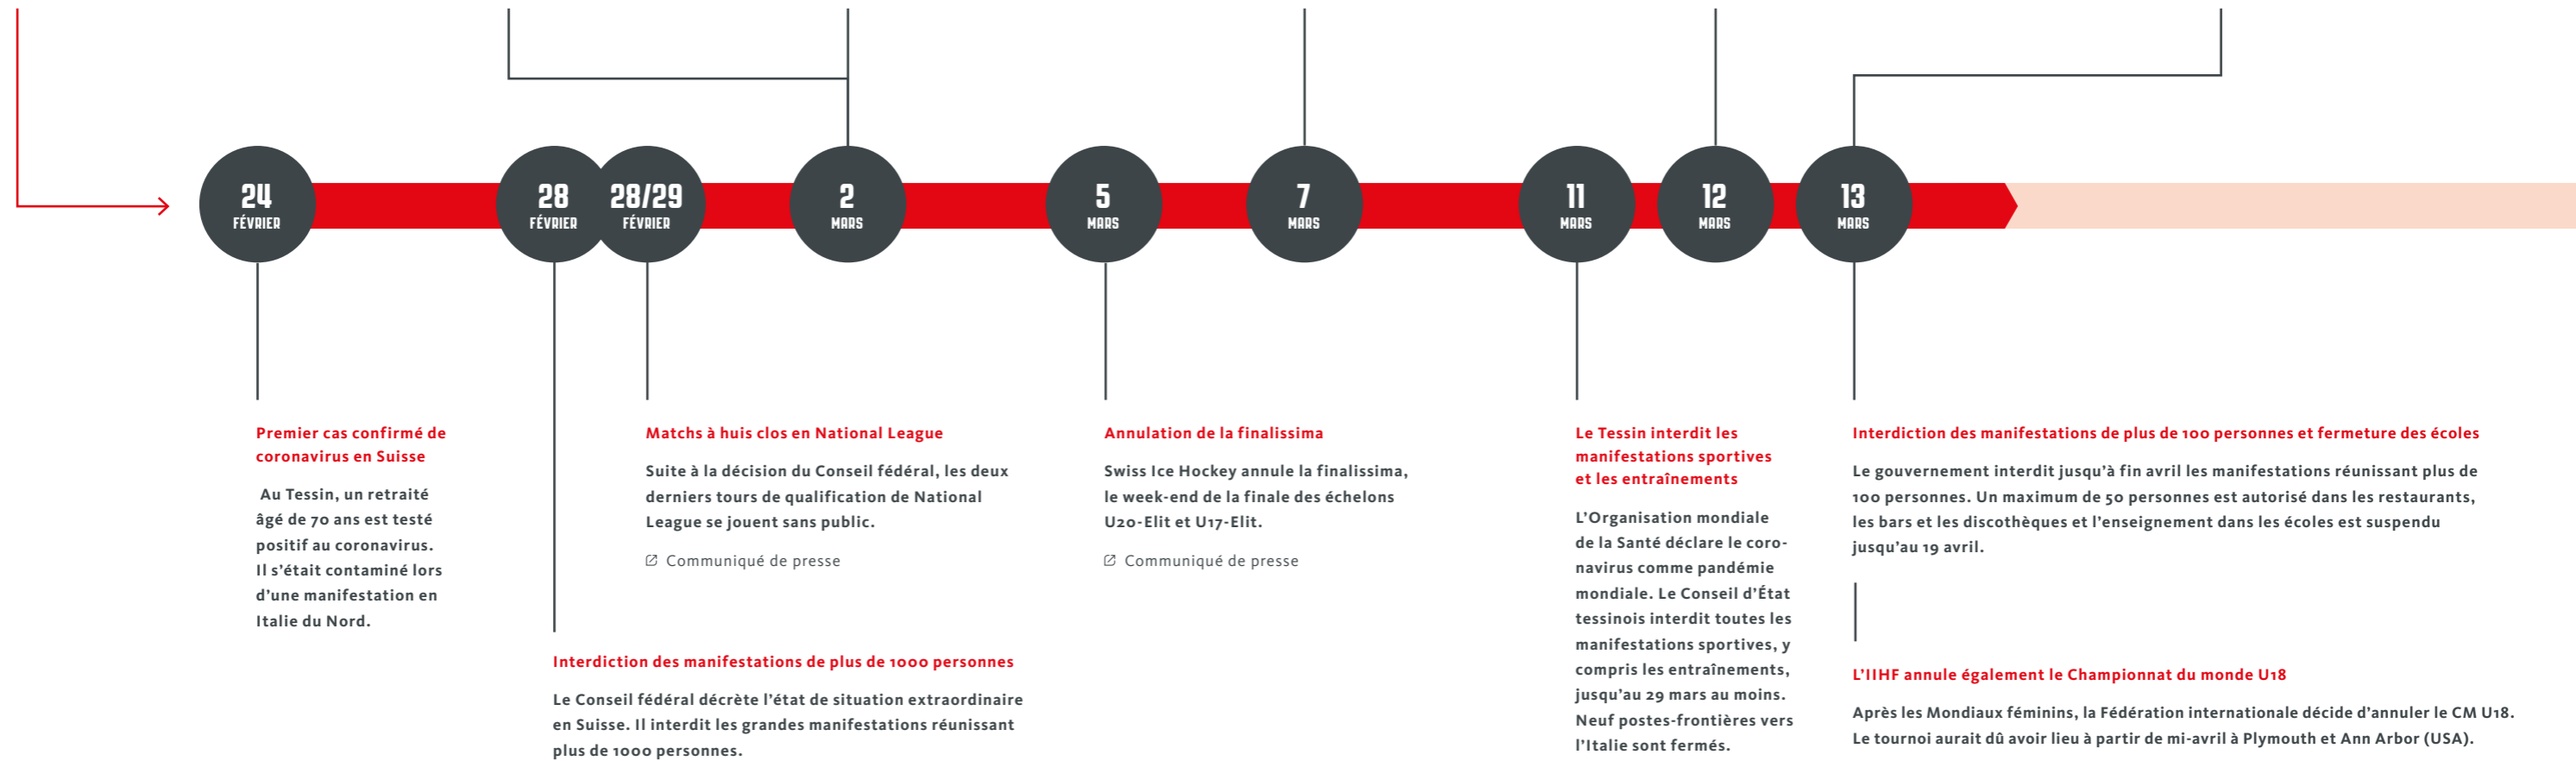 24
FÉVRIER
28
FÉVRIER
28/29
FÉVRIER
2
MARS
5
MARS
7
MARS
11
MARS
12
MARS
13
MARS
Premier cas confirmé de
coronavirus en Suisse
Au Tessin, un retraité
âgé de 70 ans est testé
positif au coronavirus.
Il s’était contaminé lors
d’une manifestation en
Italie du Nord.
Interdiction des manifestations de plus de 1000 personnes
Le Conseil fédéral décrète l’état de situation extraordinaire
en Suisse. Il interdit les grandes manifestations réunissant
plus de 1000 personnes.
Matchs à huis clos en National League
Suite à la décision du Conseil fédéral, les deux
derniers tours de qualification de National
League se jouent sans public.
Communiqué de presse
Annulation de la finalissima
Swiss Ice Hockey annule la finalissima,
le week-end de la finale des échelons
U20-Elit et U17-Elit.
Communiqué de presse
Le Tessin interdit les
manifestations sportives
et les entraînements
L’Organisation mondiale
de la Santé déclare le coro-
navirus comme pandémie
mondiale. Le Conseil d’État
tessinois interdit toutes les
manifestations sportives, y
compris les entraînements,
jusqu’au 29 mars au moins.
Neuf postes-frontières vers
l’Italie sont fermés.
Interdiction des manifestations de plus de 100 personnes et fermeture des écoles
Le gouvernement interdit jusqu’à fin avril les manifestations réunissant plus de
100 personnes. Un maximum de 50 personnes est autorisé dans les restaurants,
les bars et les discothèques et l’enseignement dans les écoles est suspendu
jusqu’au 19 avril.
L’IIHF annule également le Championnat du monde U18
Après les Mondiaux féminins, la Fédération internationale décide d’annuler le CM U18.
Le tournoi aurait dû avoir lieu à partir de mi-avril à Plymouth et Ann Arbor (USA).